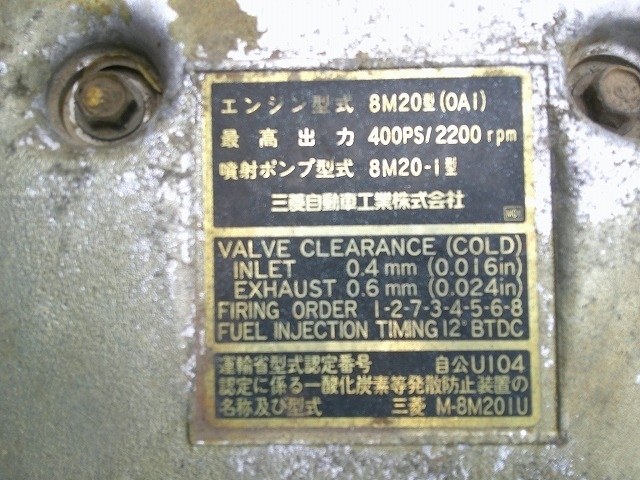 エンジン型式 8M20型(OA1)
最高出力 400PS/2200rpm
噴射ポンプ型式 8M20-1型
三菱自動車工業株式会社
VALVE CLEARANCE (COLD)
INLET 0.4 mm (0.016in)
EXHAUST 0.6 mm (0.024in)
FIRING ORDER 1-2-7-3-4-5-6-8
FUEL INJECTION TIMING 12° BTDC
運輸省型式認定番号 自公U104
認定に係る一酸化炭素等発散防止装置の
名称及び型式 三菱 M-8M201U